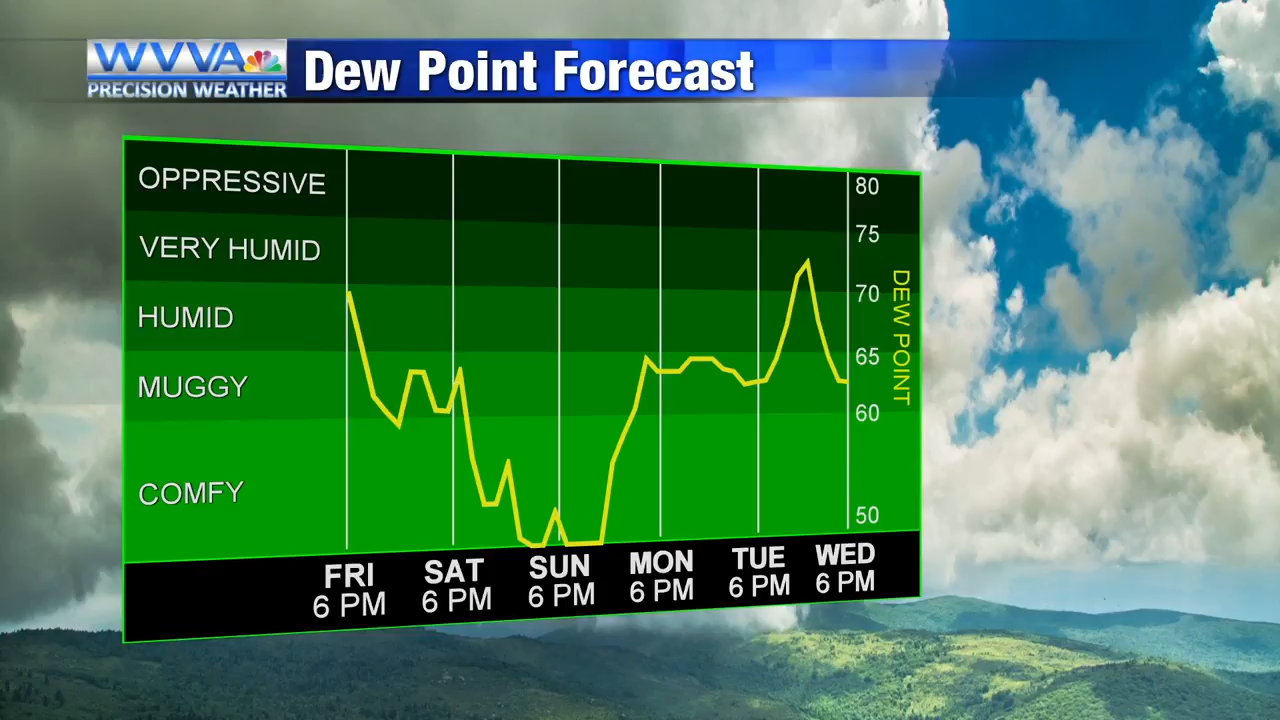 WVVA
PRECISION WEATHER
Dew Point Forecast
OPPRESSIVE
VERY HUMID
HUMID
MUGGY
COMFY
80
75
70
65
60
50
DEW POINT
FRI
6 PM
SAT
6 PM
SUN
6 PM
MON
6 PM
TUE
6 PM
WED
6 PM